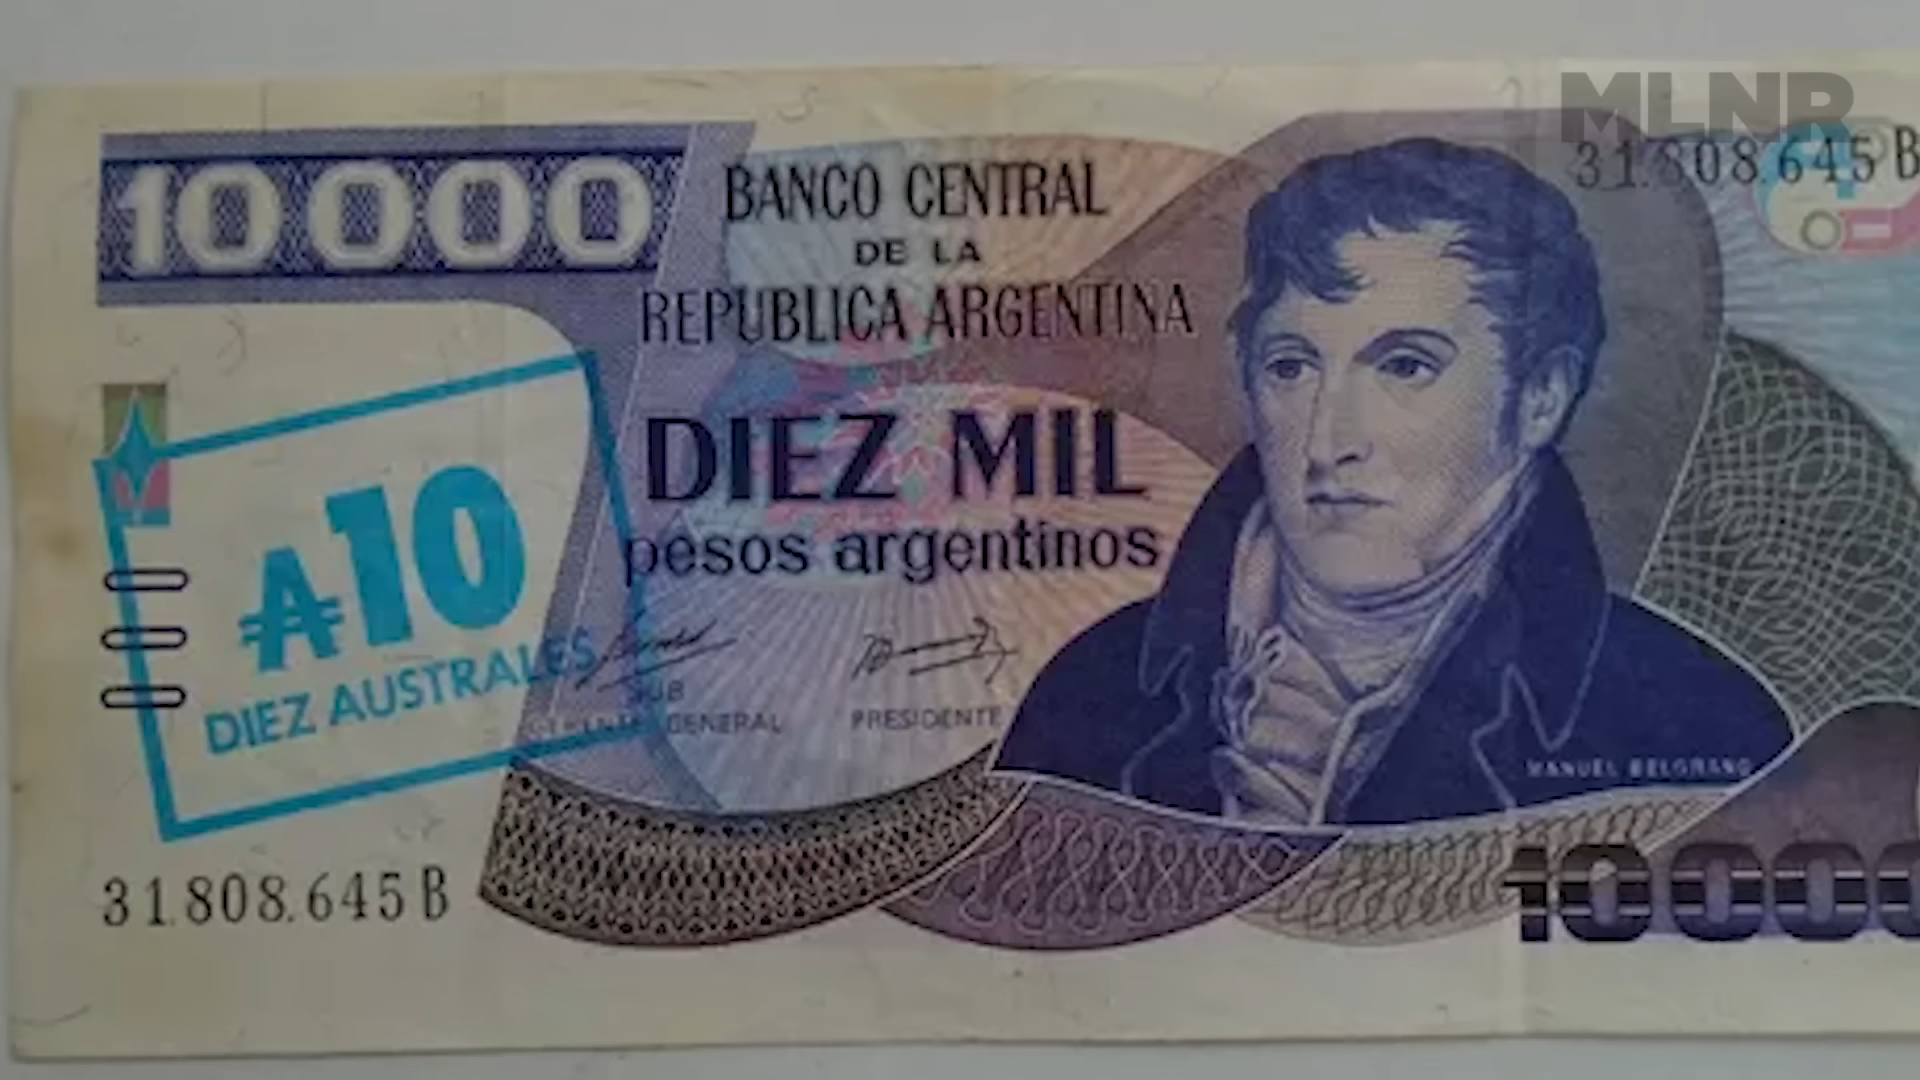 MLNR
10000
BANCO CENTRAL
DE LA
REPUBLICA ARGENTINA
31.808.645 B
DIEZ MIL
pesos argentinos
₳10
DIEZ AUSTRALES
SUB
GENERAL
PRESIDENTE
MANUEL BELGRANO
31.808.645 B
10000